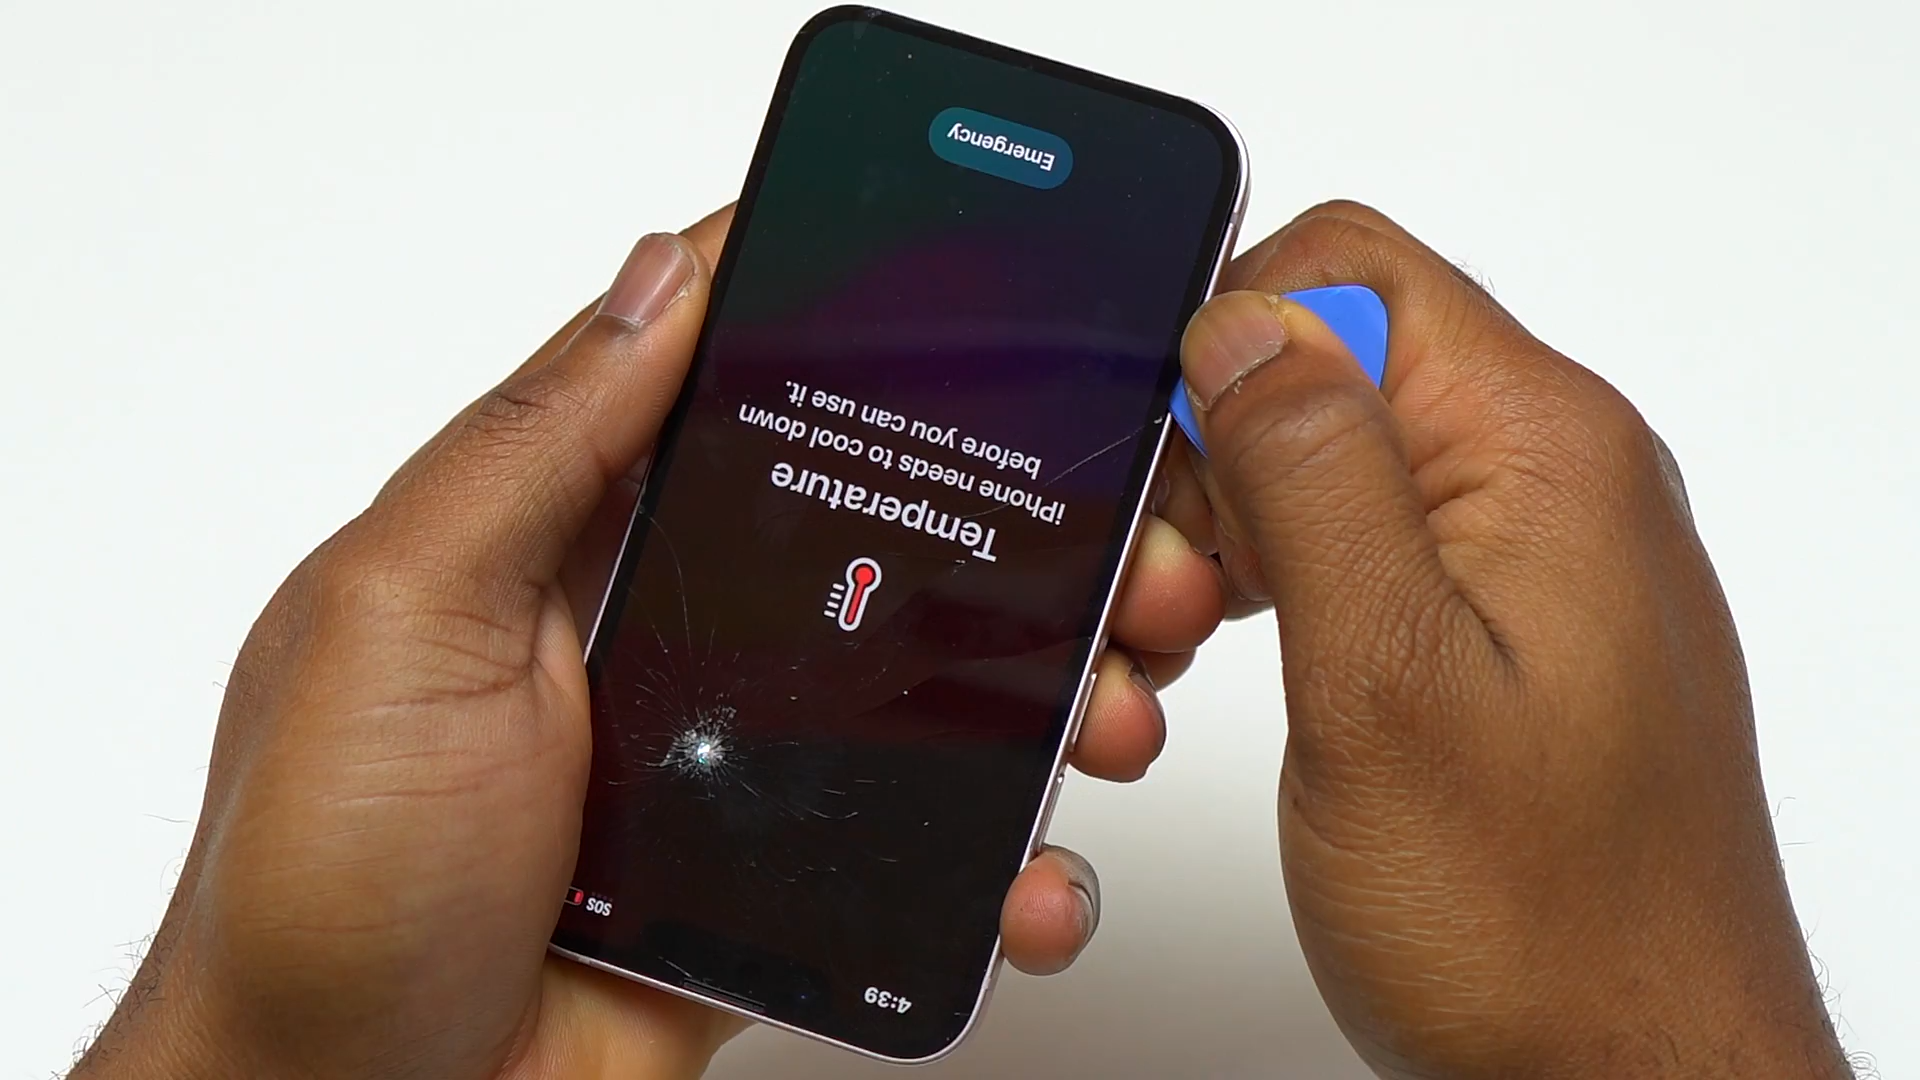 4:39
SOS
Temperature
iPhone needs to cool down
before you can use it.
Emergency